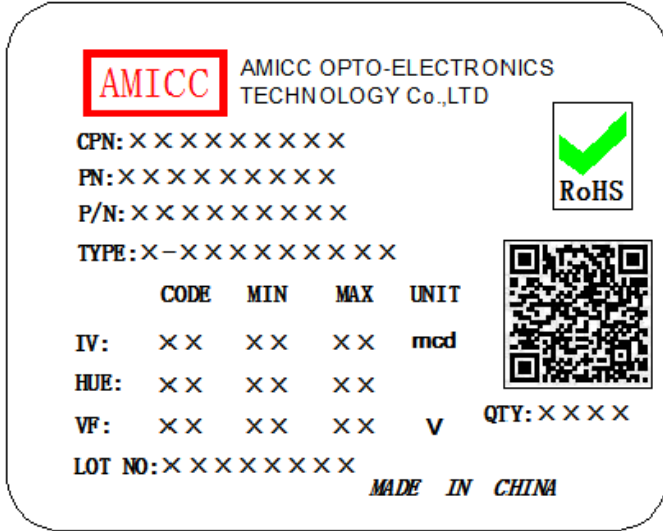 AMICC
AMICC OPTO-ELECTRONICS
TECHNOLOGY Co.,LTD
CPN:×××××××××
PN:×××××××××
P/N:×××××××××
RoHS
TYPE:×-×××××××××
CODE MIN MAX UNIT
IV: ×× ×× ×× mcd
HUE: ×× ×× ××
VF: ×× ×× ×× V
QTY:××××
LOT NO:××××××××
MADE IN CHINA